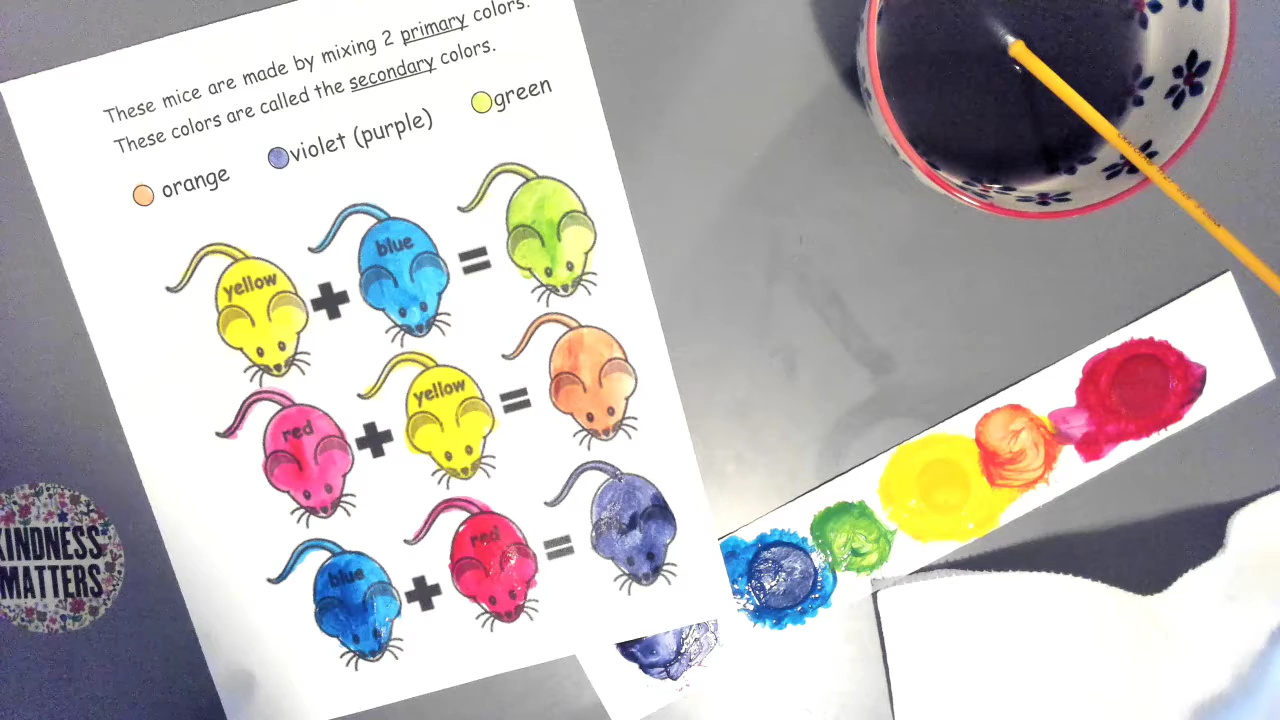 These mice are made by mixing 2 primary colors.
These colors are called the secondary colors.
orange
violet (purple)
green
yellow
blue
red
yellow
blue
red
KINDNESS
MATTERS